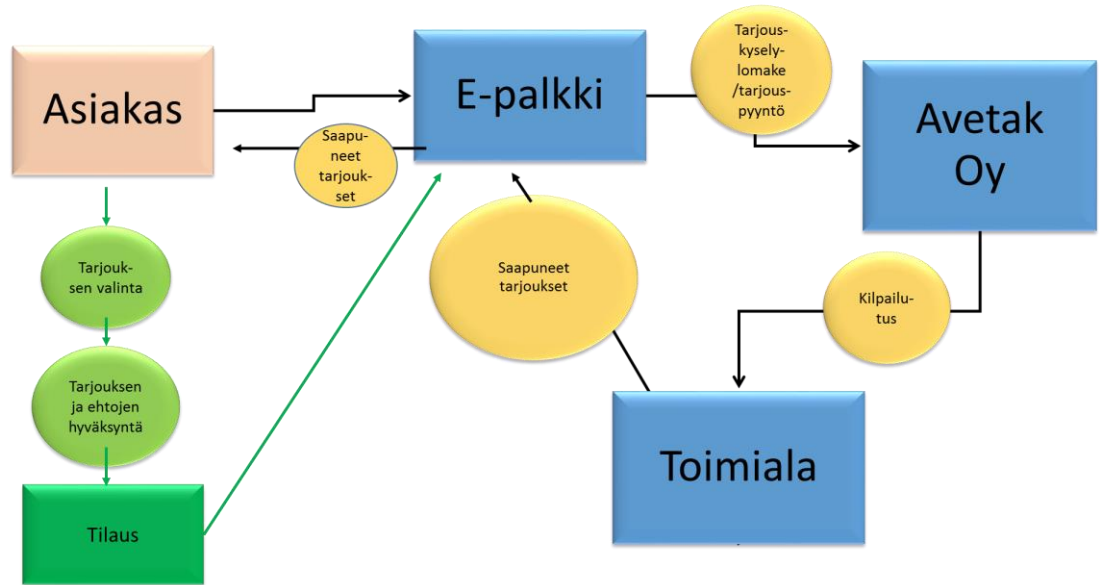 Asiakas
E-palkki
Tarjous-
kysely-
lomake
/tarjous-
pyyntö
Avetak
Oy
Saapu-
neet
tarjouk-
set
Tarjouk-
sen valinta
Saapuneet
tarjoukset
Kilpailu-
tus
Tarjouksen
ja ehtojen
hyväksyntä
Toimiala
Tilaus